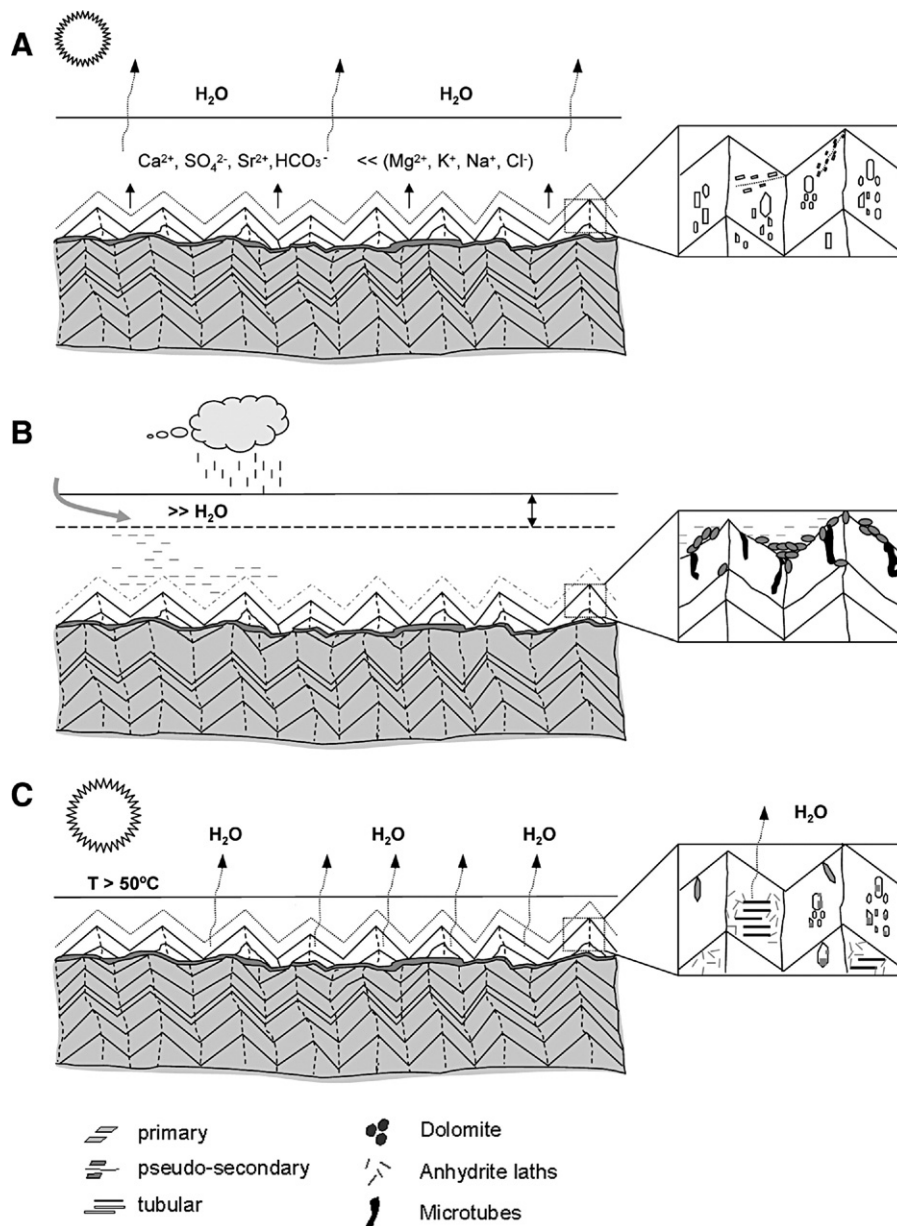 A
H₂O H₂O
Ca²⁺, SO₄²⁻, Sr²⁺, HCO₃⁻ << (Mg²⁺, K⁺, Na⁺, Cl⁻)
B
>> H₂O
C
H₂O H₂O H₂O H₂O
T > 50ºC
primary Dolomite
pseudo-secondary Anhydrite laths
tubular Microtubes